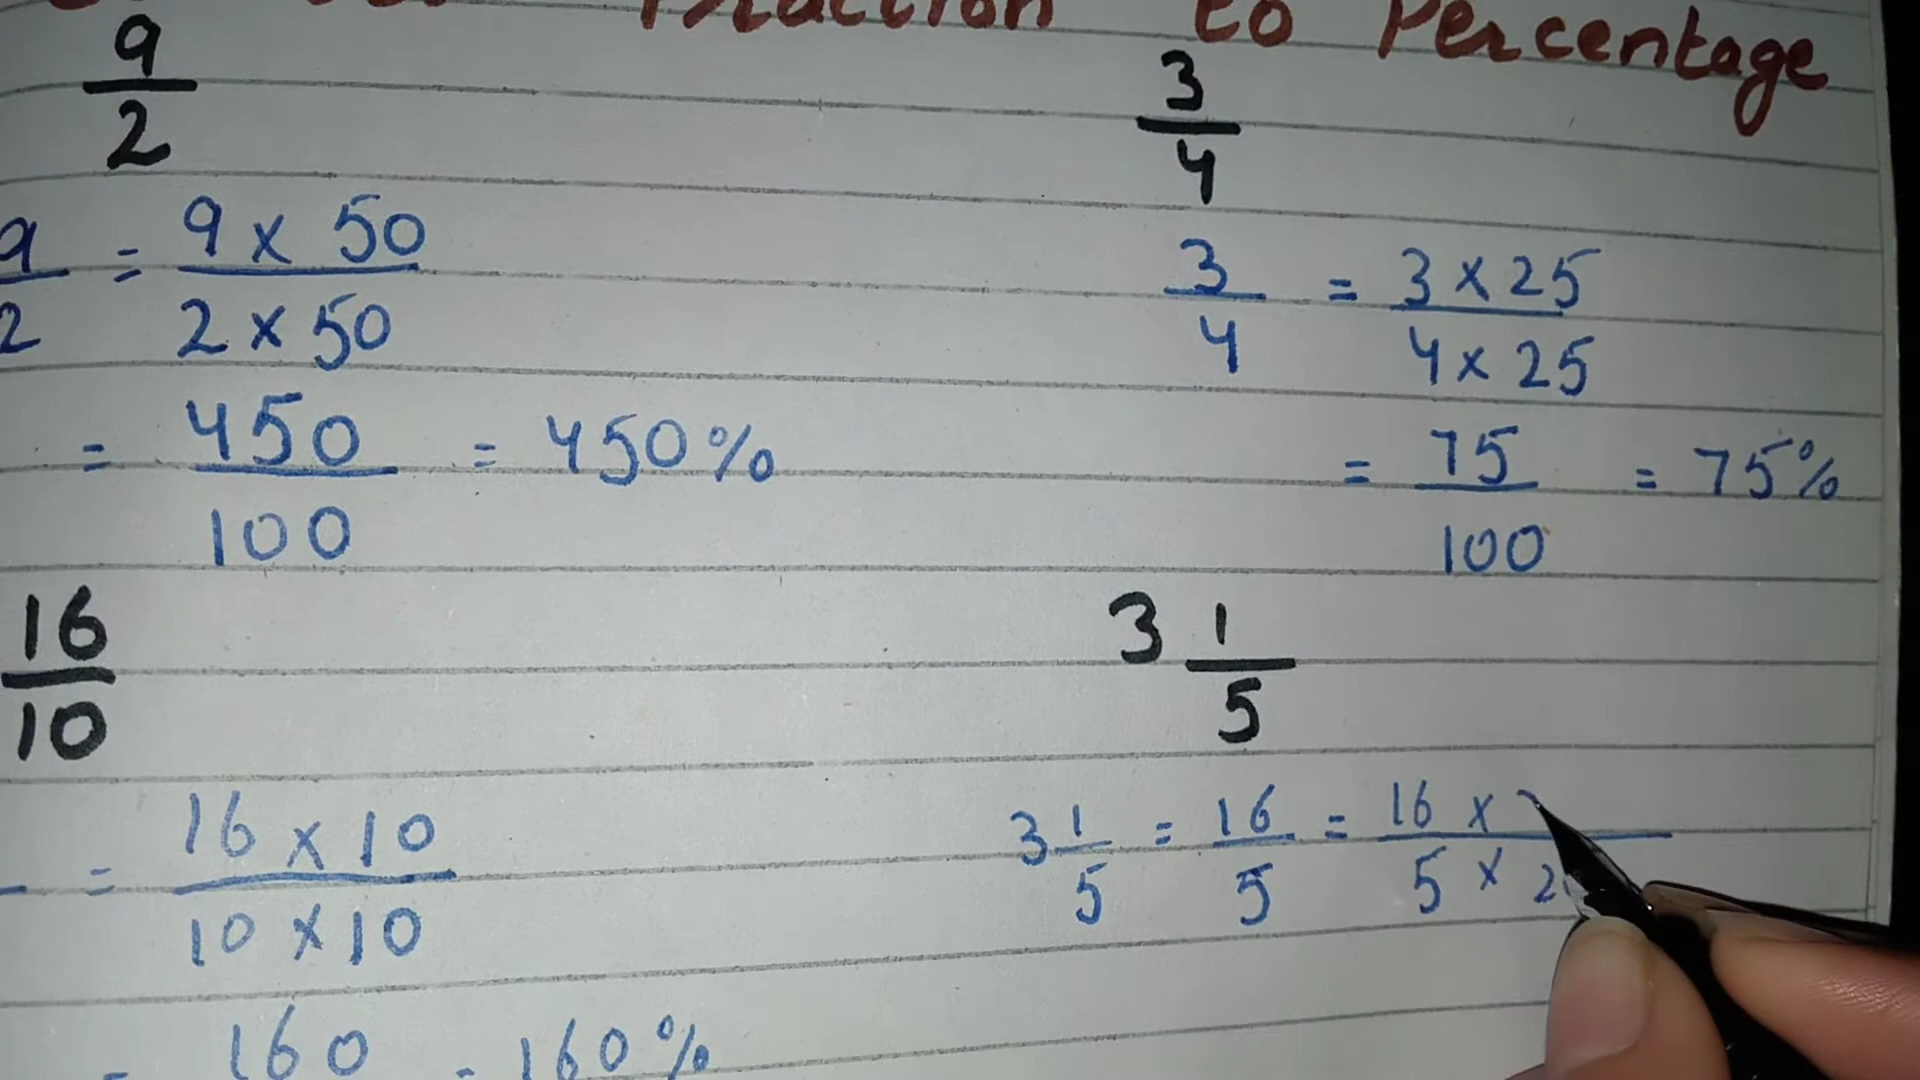 Fraction to Percentage
9/2
9/2 = 9 x 50/2 x 50
= 450/100 = 450%
3/4
3/4 = 3 x 25/4 x 25
= 75/100 = 75%
16/10
= 16 x 10/10 x 10
= 160 = 160%
3 1/5
3 1/5 = 16/5 = 16 x /5 x 2